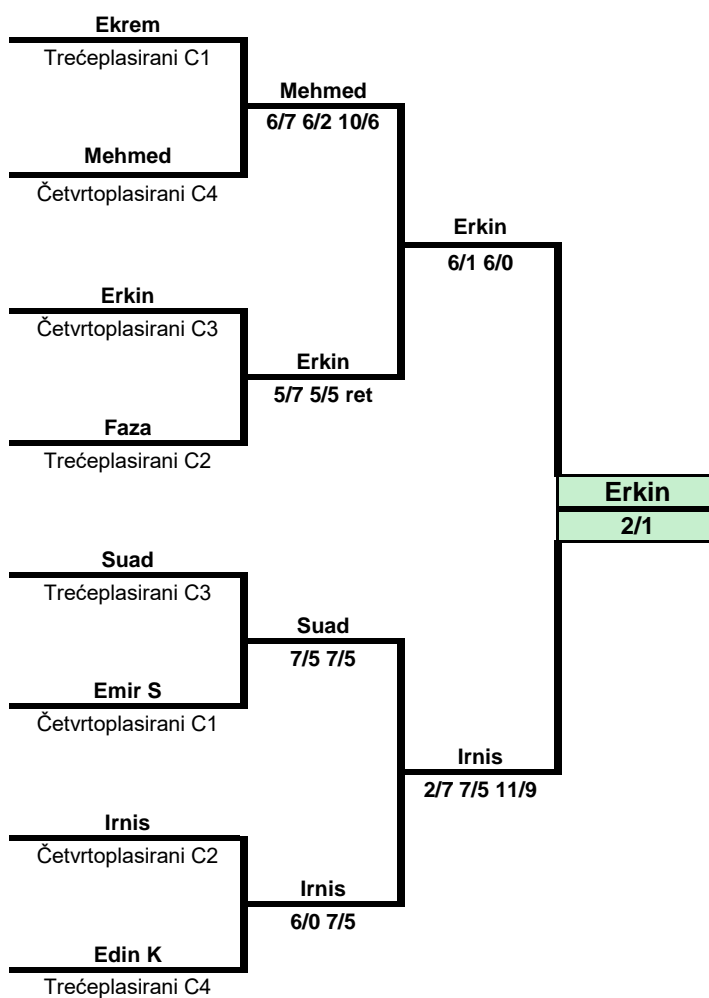 Ekrem
Trećeplasirani C1
Mehmed
6/7 6/2 10/6
Mehmed
Četvrtoplasirani C4
Erkin
6/1 6/0
Erkin
Četvrtoplasirani C3
Erkin
5/7 5/5 ret
Faza
Trećeplasirani C2
Erkin
2/1
Suad
Trećeplasirani C3
Suad
7/5 7/5
Emir S
Četvrtoplasirani C1
Irnis
2/7 7/5 11/9
Irnis
Četvrtoplasirani C2
Irnis
6/0 7/5
Edin K
Trećeplasirani C4